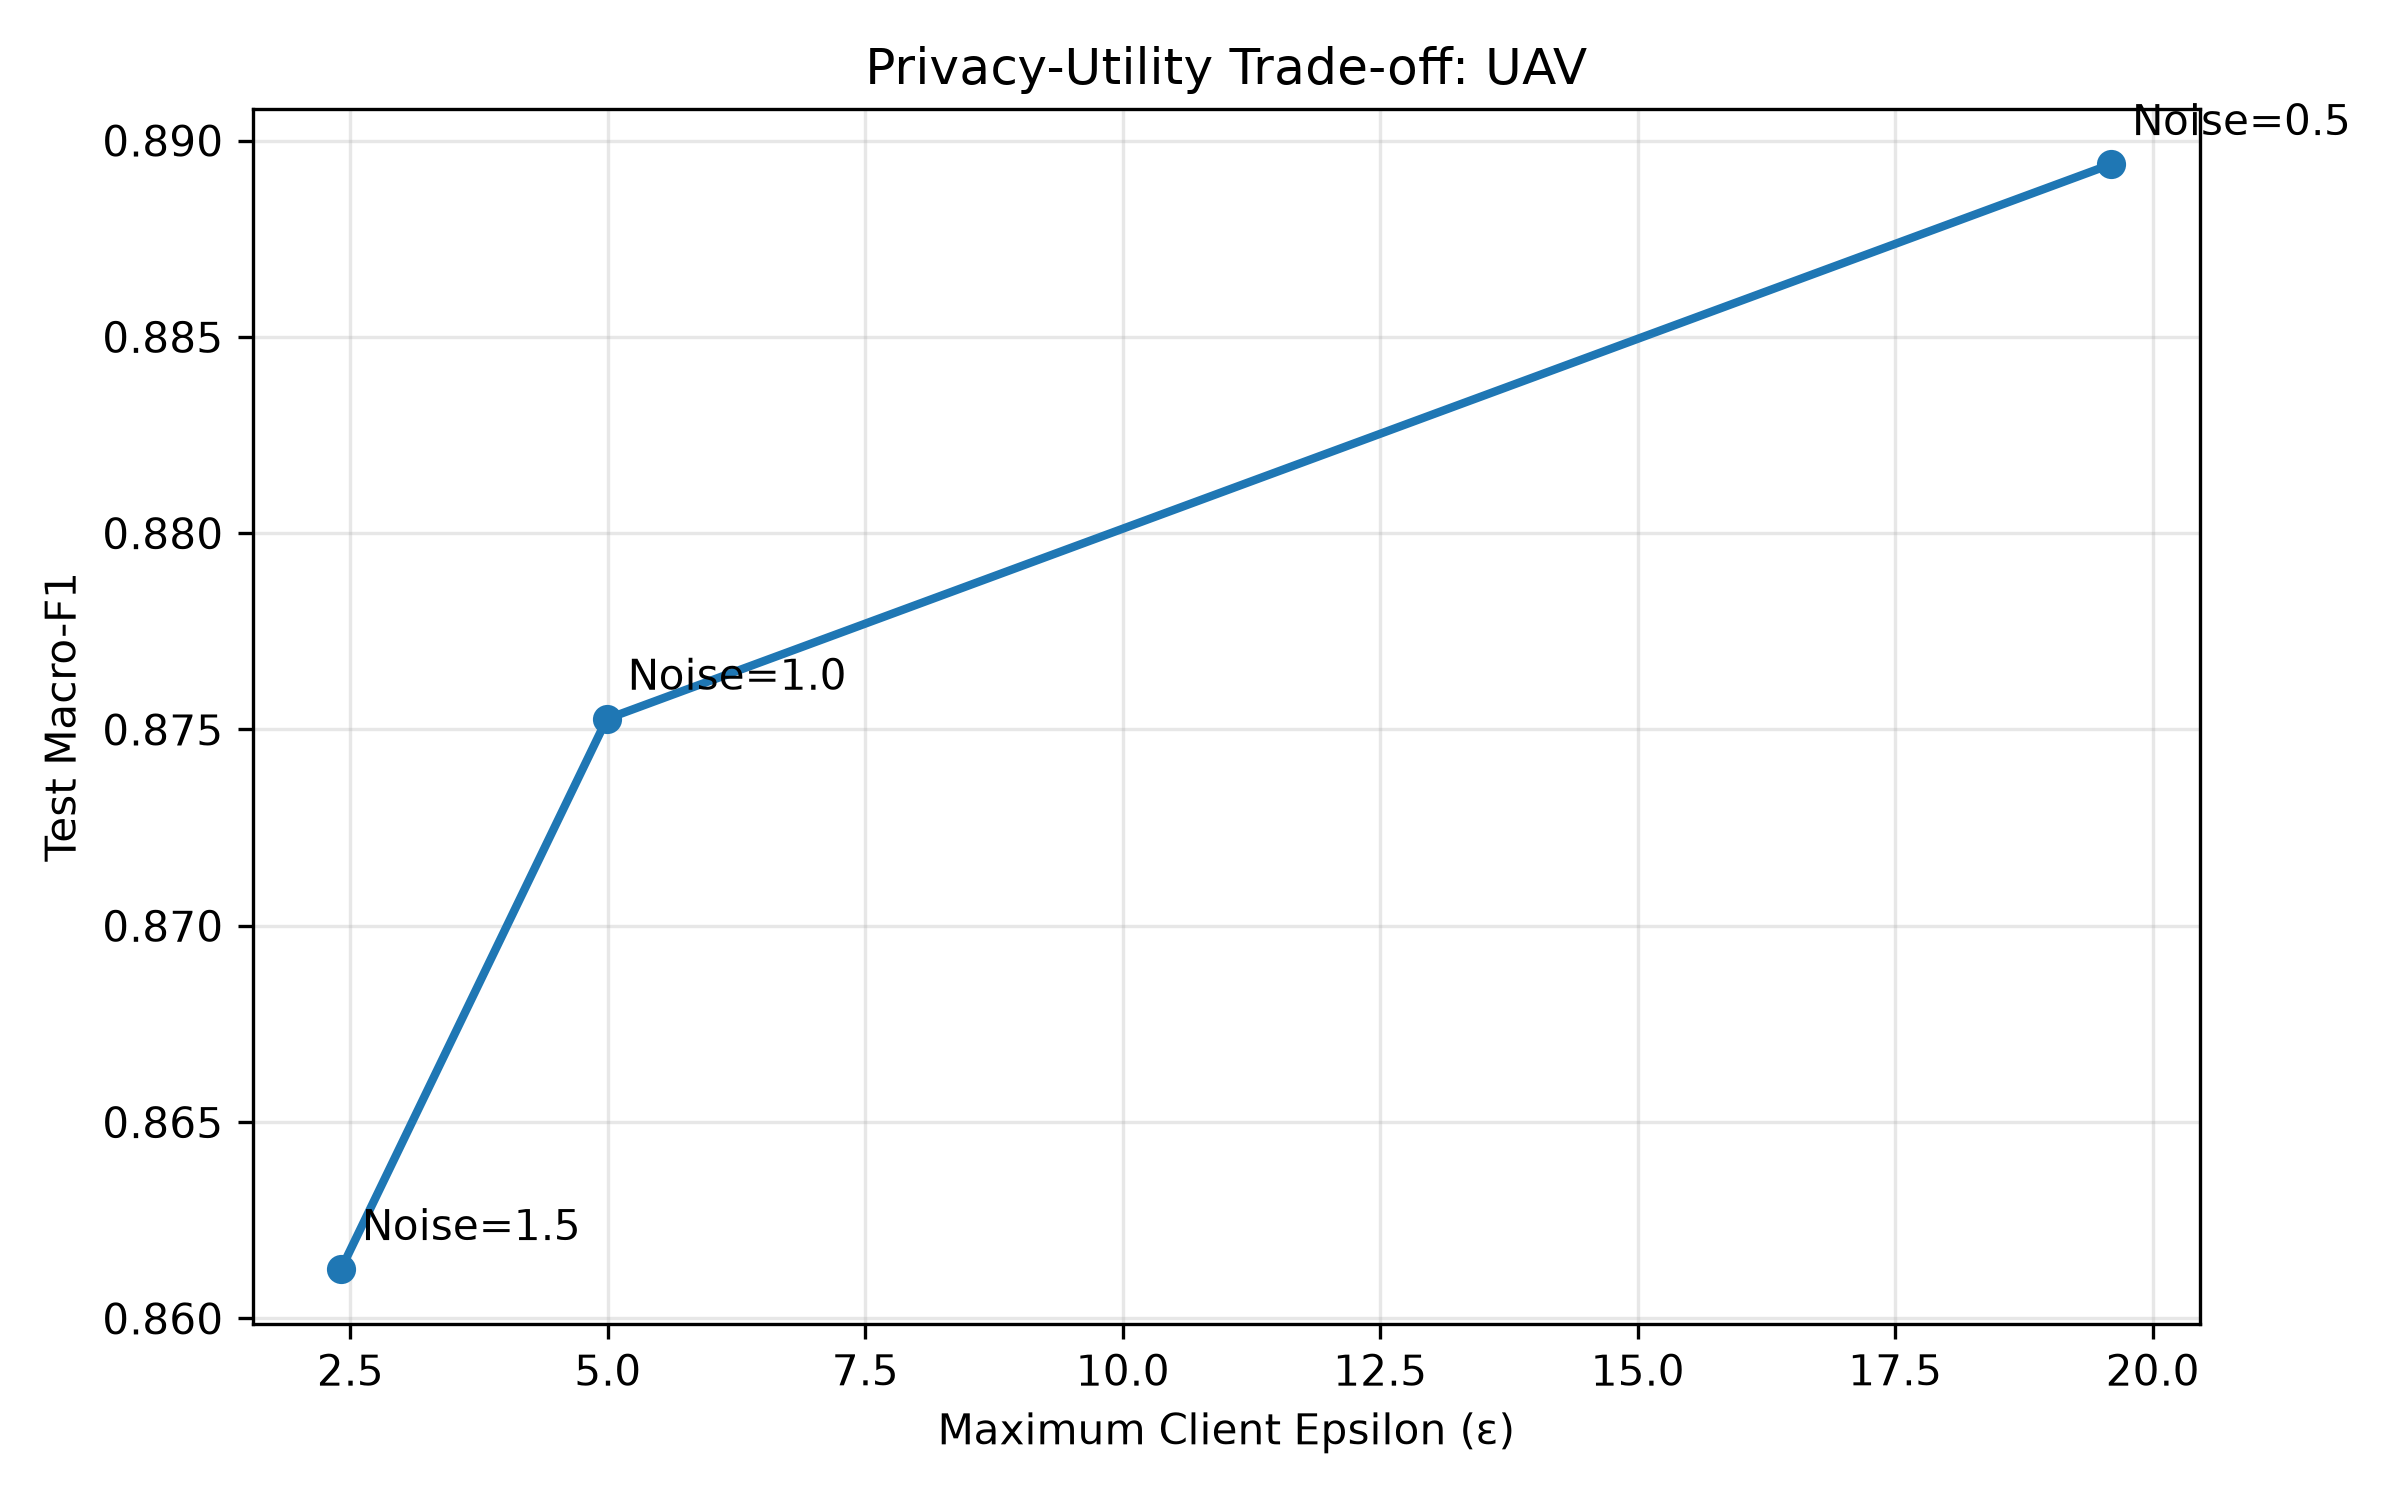 Privacy-Utility Trade-off: UAV
Noise=0.5
0.890
0.885
0.880
Noise=1.0
0.875
0.870
0.865
Noise=1.5
0.860
Test Macro-F1
2.5 5.0 7.5 10.0 12.5 15.0 17.5 20.0
Maximum Client Epsilon (ε)